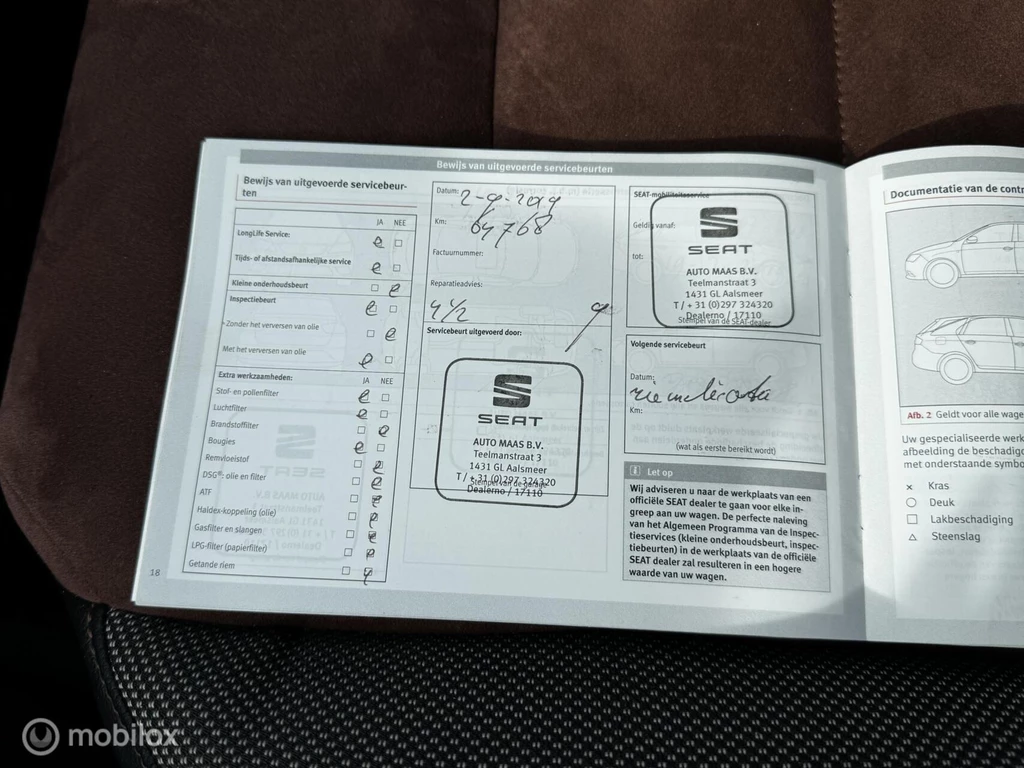 Bewijs van uitgevoerde servicebeurten
Bewijs van uitgevoerde servicebeur-
ten
JA NEE
LongLife Service:
Tijds- of afstandsafhankelijke service
Kleine onderhoudsbeurt
Inspectiebeurt
-Zonder het verversen van olie
Met het verversen van olie
Extra werkzaamheden: JA NEE
Stof- en pollenfilter
Luchtfilter
Brandstoffilter
Bougies
Remvloeistof
DSG®: olie en filter
ATF
Haldex-koppeling (olie)
Gasfilter en slangen
LPG-filter (papierfilter)
Getande riem
18
Datum: 2-9-2019
Km: 64768
Factuurnummer:
Reparatieadvies:
4 1/2
Servicebeurt uitgevoerd door:
SEAT
AUTO MAAS B.V.
Teelmanstraat 3
1431 GL Aalsmeer
T / + 31 (0)297 324320
Stempel van de garage
Dealerno / 17110
SEAT-mobiliteitsservice
Geldig vanaf:
tot:
SEAT
AUTO MAAS B.V.
Teelmanstraat 3
1431 GL Aalsmeer
T / + 31 (0)297 324320
Dealerno / 17110
Stempel van de SEAT-dealer
Volgende servicebeurt
Datum:
Km:
(wat als eerste bereikt wordt)
Let op
Wij adviseren u naar de werkplaats van een
officiële SEAT dealer te gaan voor elke in-
greep aan uw wagen. De perfecte naleving
van het Algemeen Programma van de Inspec-
tieservices (kleine onderhoudsbeurt, inspec-
tiebeurten) in de werkplaats van de officiële
SEAT dealer zal resulteren in een hogere
waarde van uw wagen.
Documentatie van de contr
Afb. 2 Geldt voor alle wage
Uw gespecialiseerde werk
afbeelding de beschadig
met onderstaande symbo
× Kras
○ Deuk
□ Lakbeschadiging
△ Steenslag
mobilox